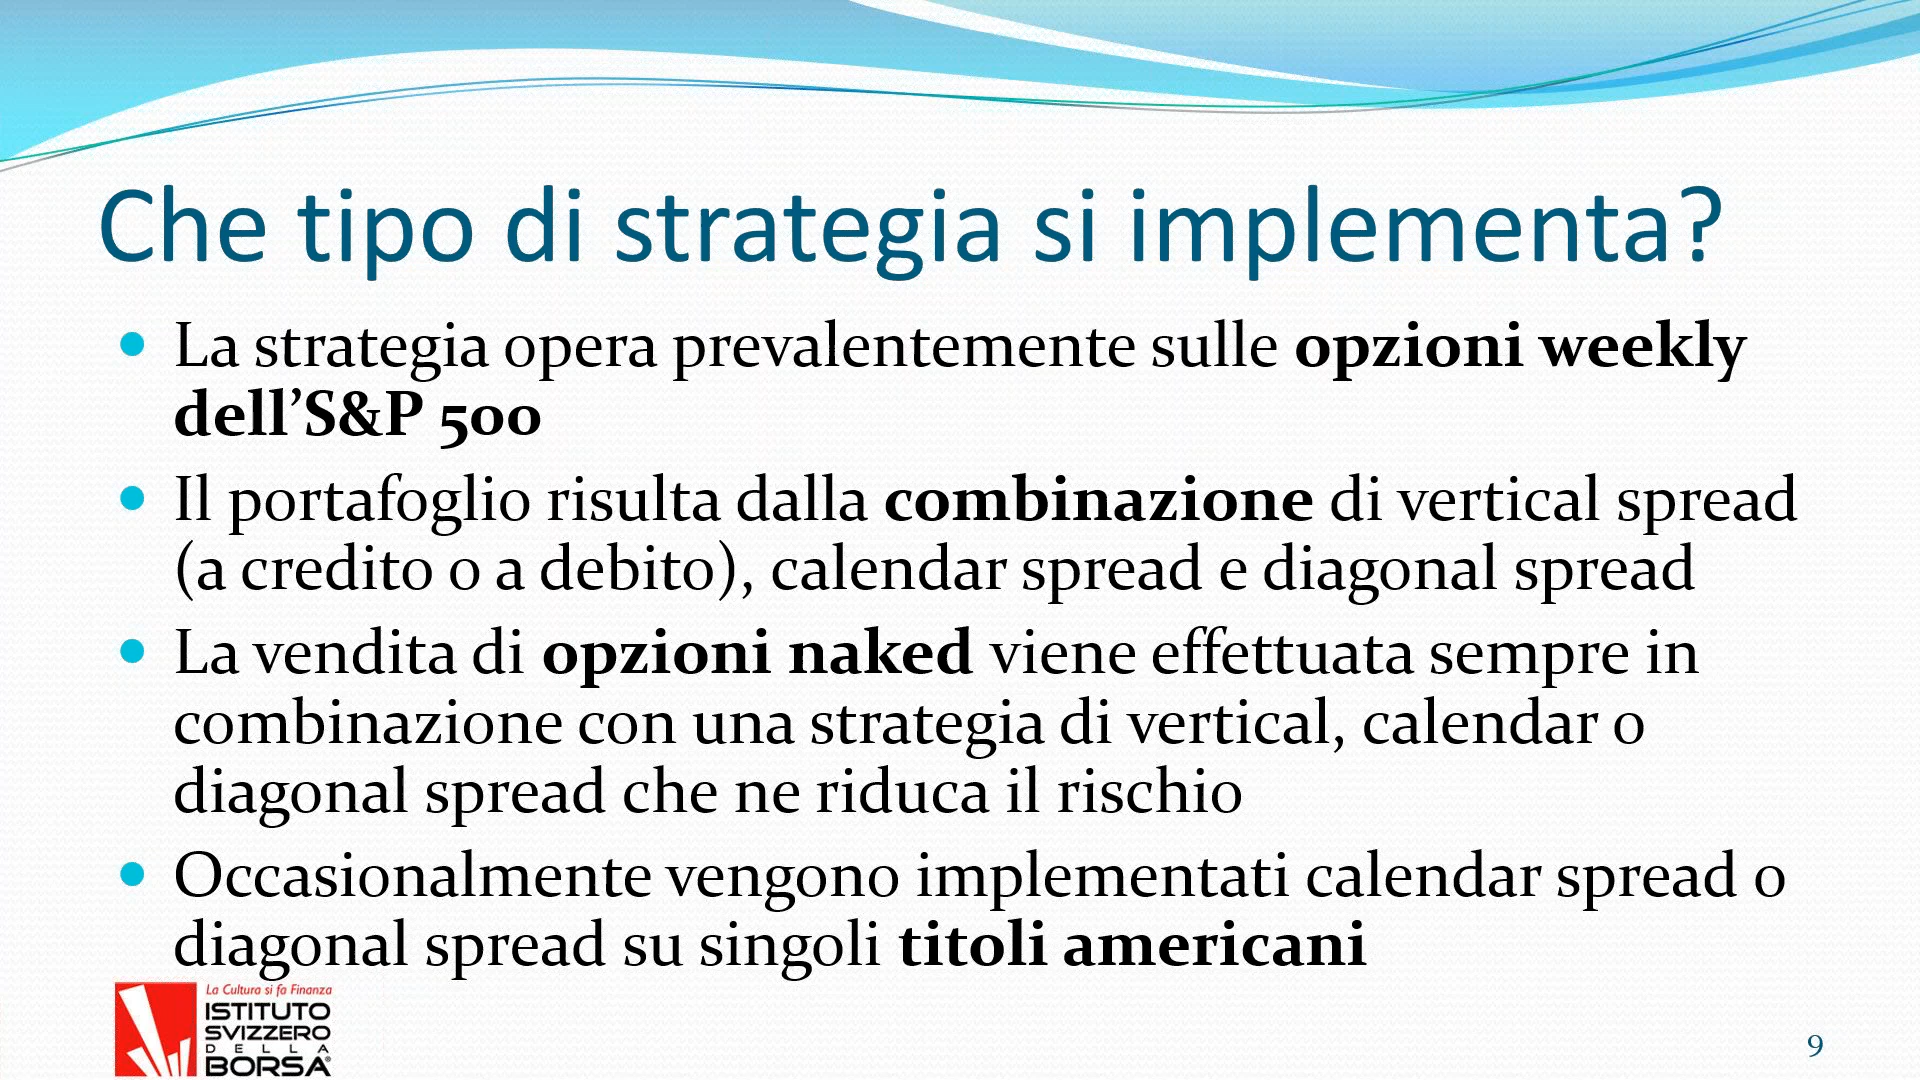 Che tipo di strategia si implementa?
La strategia opera prevalentemente sulle opzioni weekly
dell’S&P 500
Il portafoglio risulta dalla combinazione di vertical spread
(a credito o a debito), calendar spread e diagonal spread
La vendita di opzioni naked viene effettuata sempre in
combinazione con una strategia di vertical, calendar o
diagonal spread che ne riduca il rischio
Occasionalmente vengono implementati calendar spread o
diagonal spread su singoli titoli americani
La Cultura si fa Finanza
ISTITUTO
SVIZZERO
DELLA
BORSA®
9